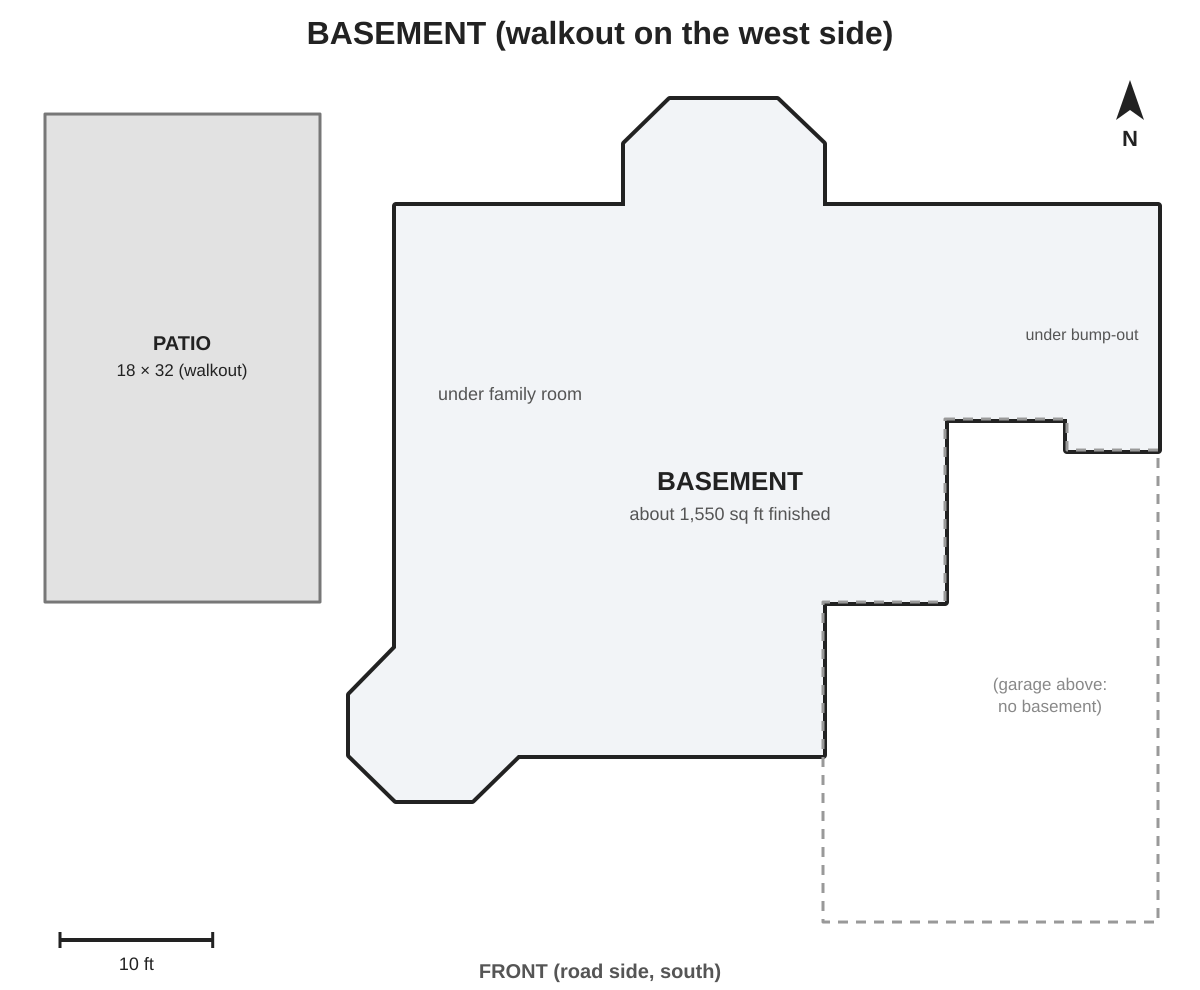 BASEMENT (walkout on the west side)
N
PATIO
18 × 32 (walkout)
under bump-out
under family room
BASEMENT
about 1,550 sq ft finished
(garage above:
no basement)
10 ft
FRONT (road side, south)